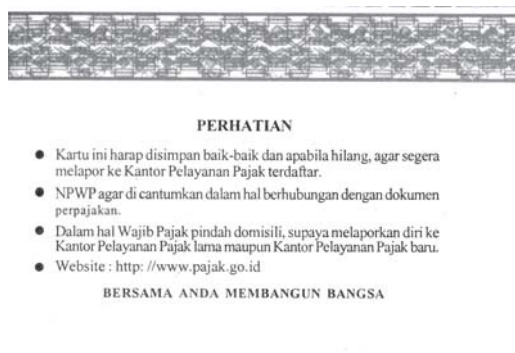 PERHATIAN
● Kartu ini harap disimpan baik-baik dan apabila hilang, agar segera
melapor ke Kantor Pelayanan Pajak terdaftar.
● NPWP agar di cantumkan dalam hal berhubungan dengan dokumen
perpajakan.
● Dalam hal Wajib Pajak pindah domisili, supaya melaporkan diri ke
Kantor Pelayanan Pajak lama maupun Kantor Pelayanan Pajak baru.
● Website : http: //www.pajak.go.id
BERSAMA ANDA MEMBANGUN BANGSA